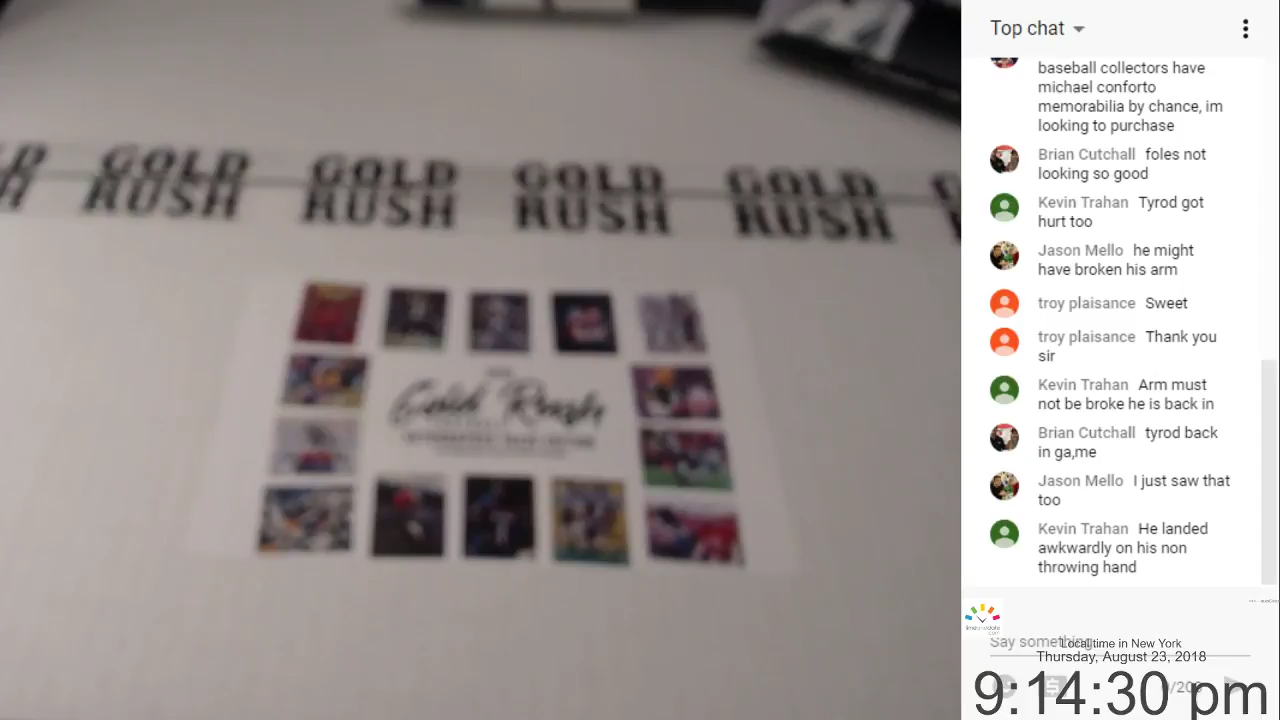 Top chat
baseball collectors have
michael conforto
memorabilia by chance, im
looking to purchase
Brian Cutchall foles not
looking so good
Kevin Trahan Tyrod got
hurt too
Jason Mello he might
have broken his arm
troy plaisance Sweet
troy plaisance Thank you
sir
Kevin Trahan Arm must
not be broke he is back in
Brian Cutchall tyrod back
in ga,me
Jason Mello I just saw that
too
Kevin Trahan He landed
awkwardly on his non
throwing hand
Say something...
Local time in New York
Thursday, August 23, 2018
9:14:30 pm
GOLD GOLD GOLD GOLD
RUSH RUSH RUSH RUSH
Gold Rush